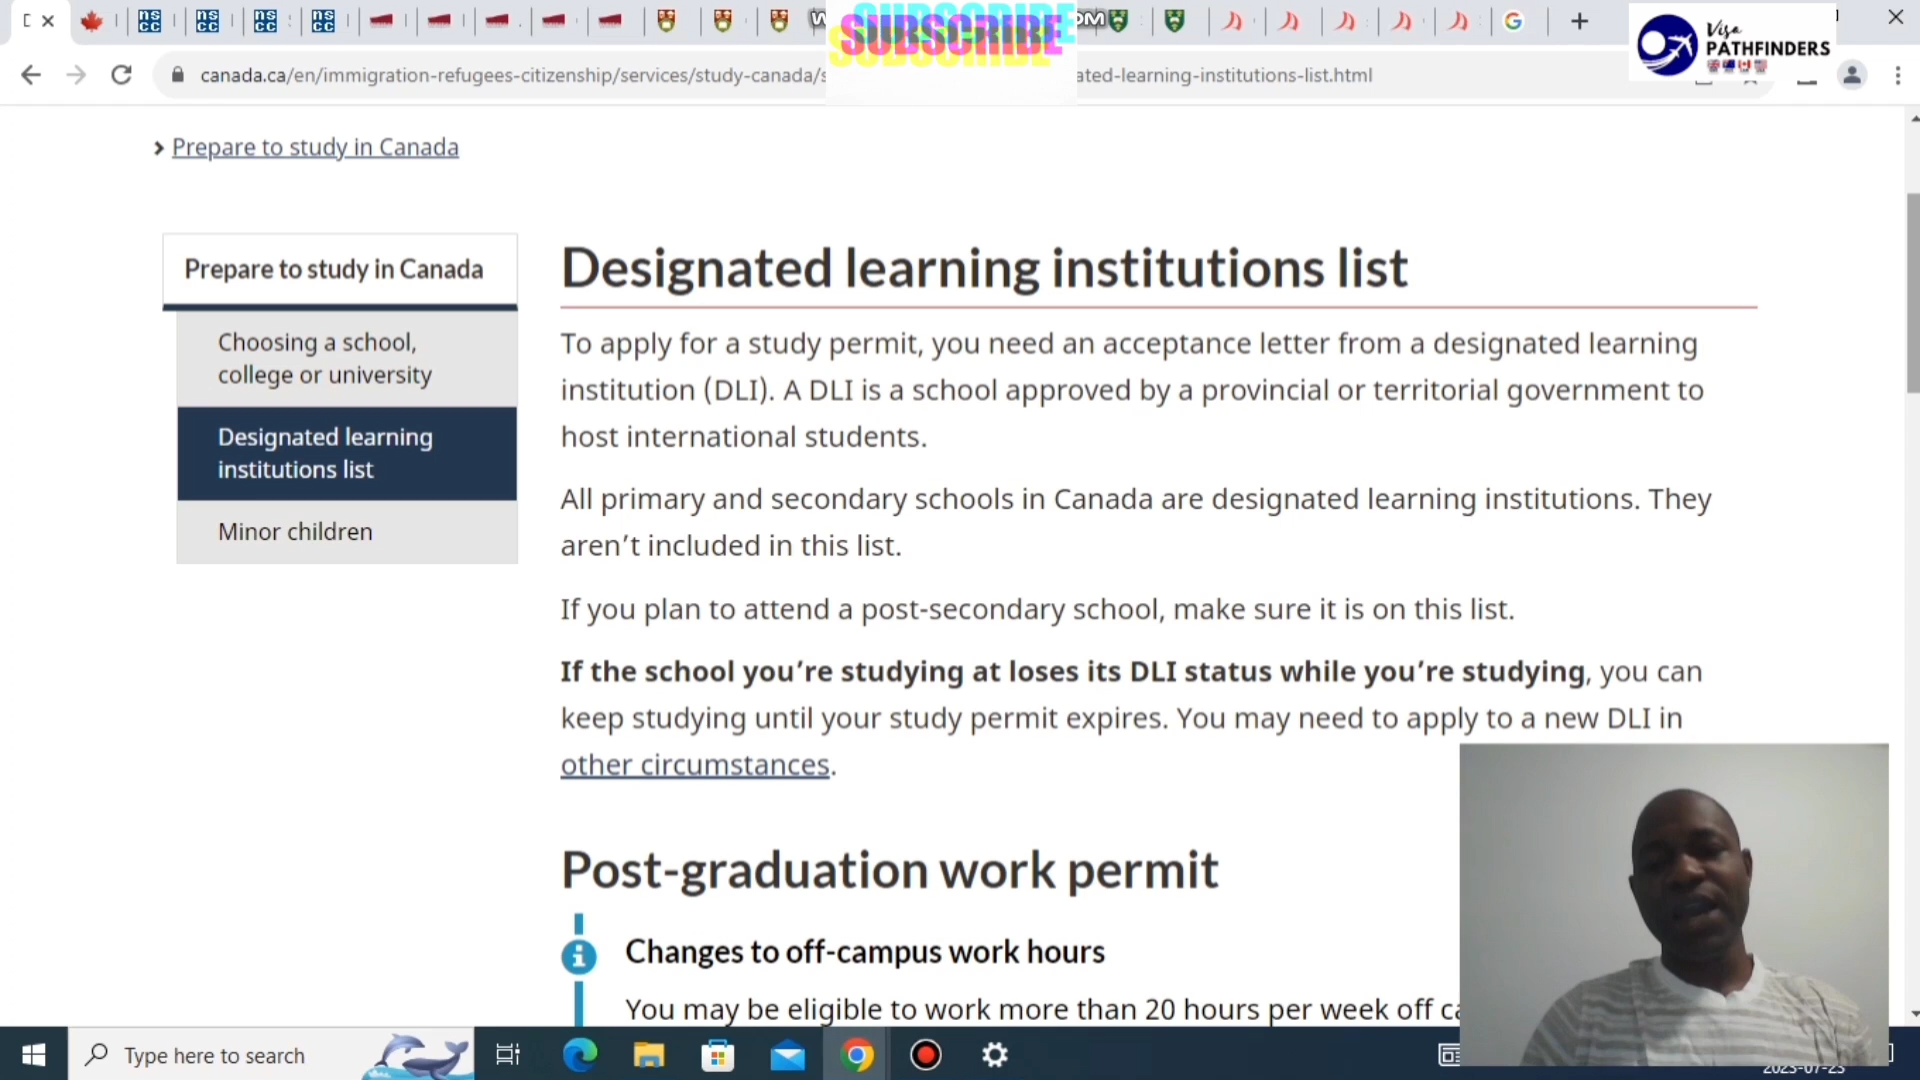 SUBSCRIBE
Visa
PATHFINDERS
canada.ca/en/immigration-refugees-citizenship/services/study-canada/s
ated-learning-institutions-list.html
Prepare to study in Canada
Prepare to study in Canada
Choosing a school,
college or university
Designated learning
institutions list
Minor children
Designated learning institutions list
To apply for a study permit, you need an acceptance letter from a designated learning
institution (DLI). A DLI is a school approved by a provincial or territorial government to
host international students.
All primary and secondary schools in Canada are designated learning institutions. They
aren’t included in this list.
If you plan to attend a post-secondary school, make sure it is on this list.
If the school you’re studying at loses its DLI status while you’re studying, you can
keep studying until your study permit expires. You may need to apply to a new DLI in
other circumstances.
Post-graduation work permit
Changes to off-campus work hours
You may be eligible to work more than 20 hours per week off ca
Type here to search
2023-07-23